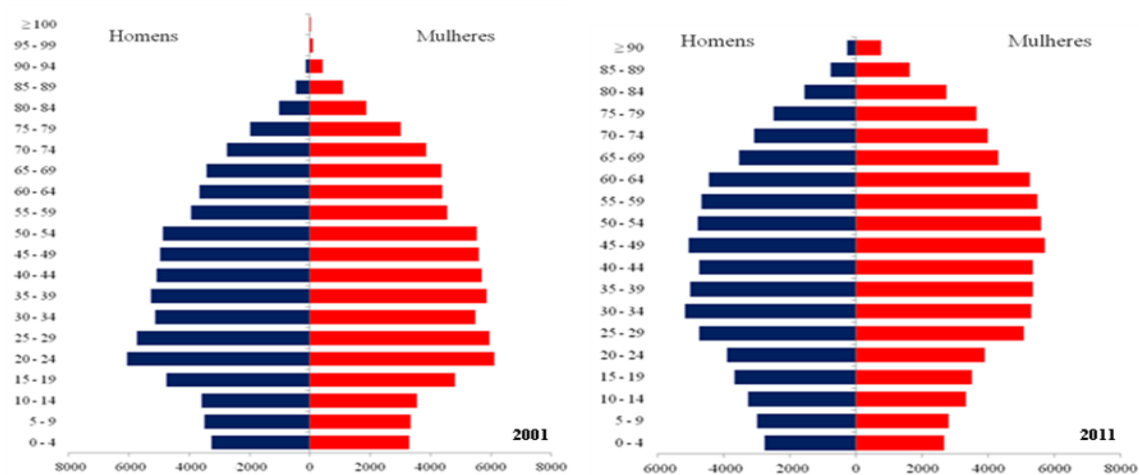 ≥ 100
Homens
Mulheres
95 - 99
90 - 94
85 - 89
80 - 84
75 - 79
70 - 74
65 - 69
60 - 64
55 - 59
50 - 54
45 - 49
40 - 44
35 - 39
30 - 34
25 - 29
20 - 24
15 - 19
10 - 14
5 - 9
0 - 4
2001
8000 6000 4000 2000 0 2000 4000 6000 8000
Homens
Mulheres
≥ 90
85 - 89
80 - 84
75 - 79
70 - 74
65 - 69
60 - 64
55 - 59
50 - 54
45 - 49
40 - 44
35 - 39
30 - 34
25 - 29
20 - 24
15 - 19
10 - 14
5 - 9
0 - 4
2011
6000 4000 2000 0 2000 4000 6000 8000